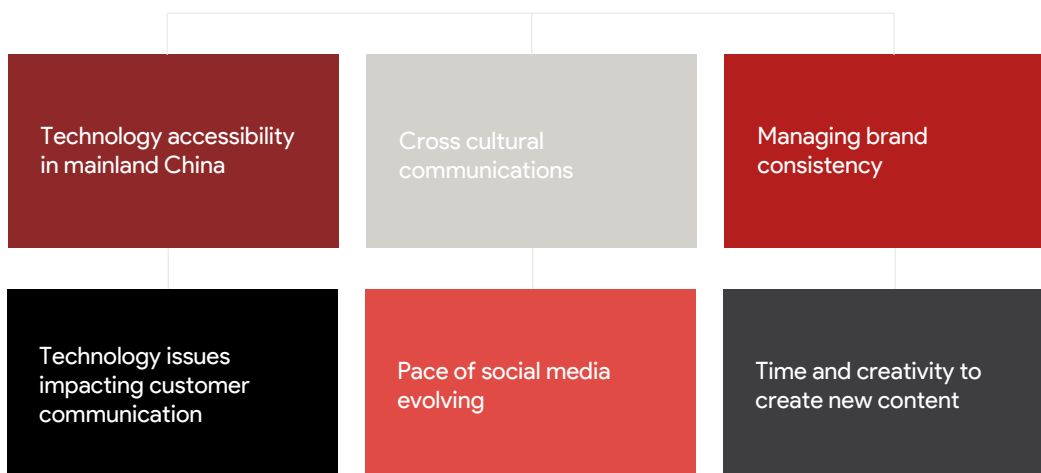 Technology accessibility
in mainland China
Cross cultural
communications
Managing brand
consistency
Technology issues
impacting customer
communication
Pace of social media
evolving
Time and creativity to
create new content